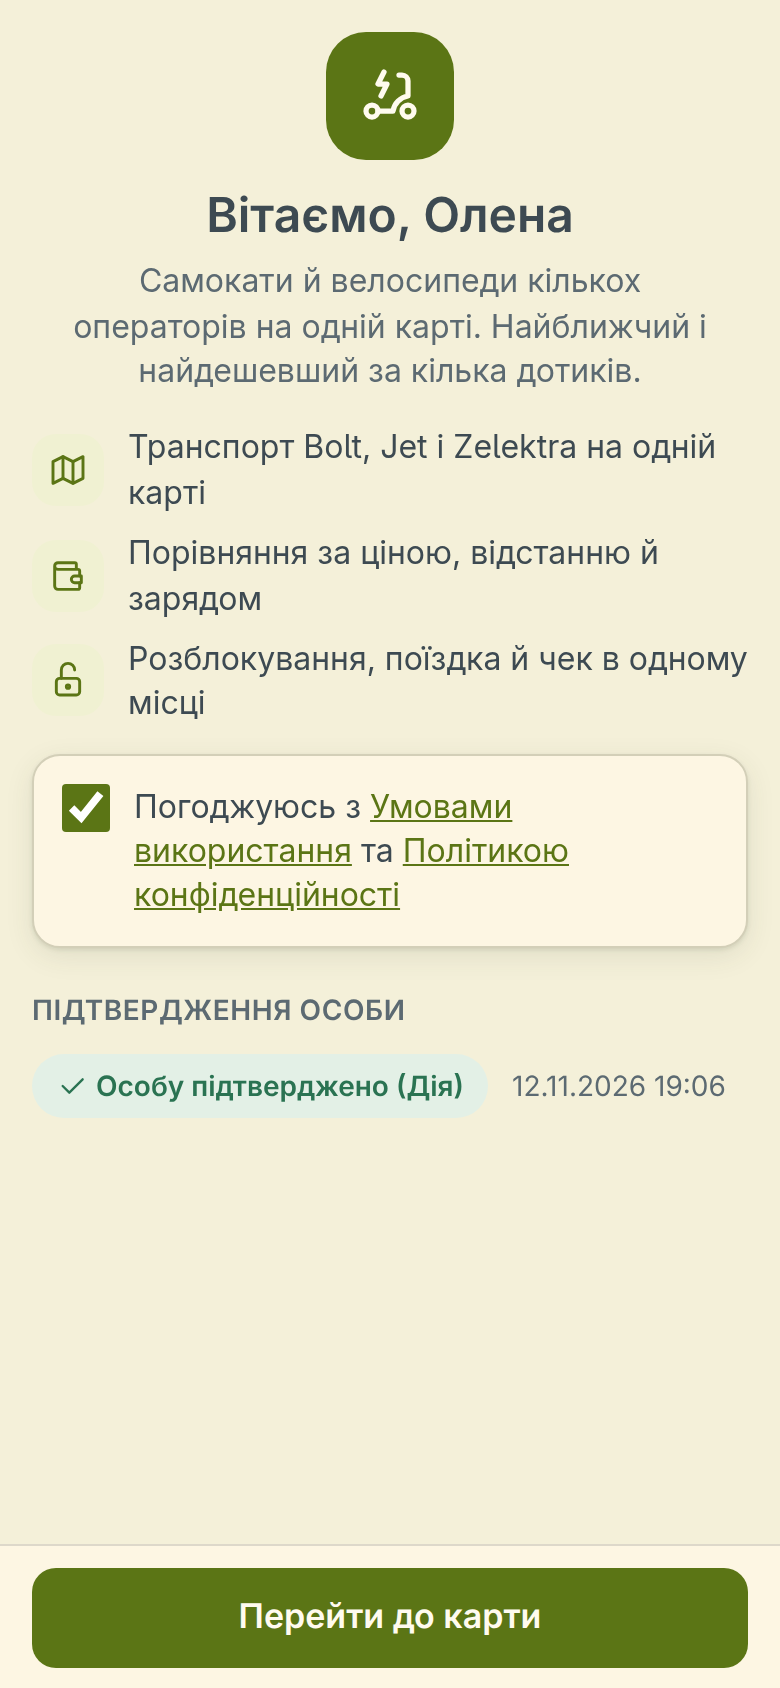 Вітаємо, Олена
Самокати й велосипеди кількох
операторів на одній карті. Найближчий і
найдешевший за кілька дотиків.
Транспорт Bolt, Jet і Zelektra на одній
карті
Порівняння за ціною, відстанню й
зарядом
Розблокування, поїздка й чек в одному
місці
Погоджуюсь з Умовами
використання та Політикою
конфіденційності
ПІДТВЕРДЖЕННЯ ОСОБИ
Особу підтверджено (Дія) 12.11.2026 19:06
Перейти до карти